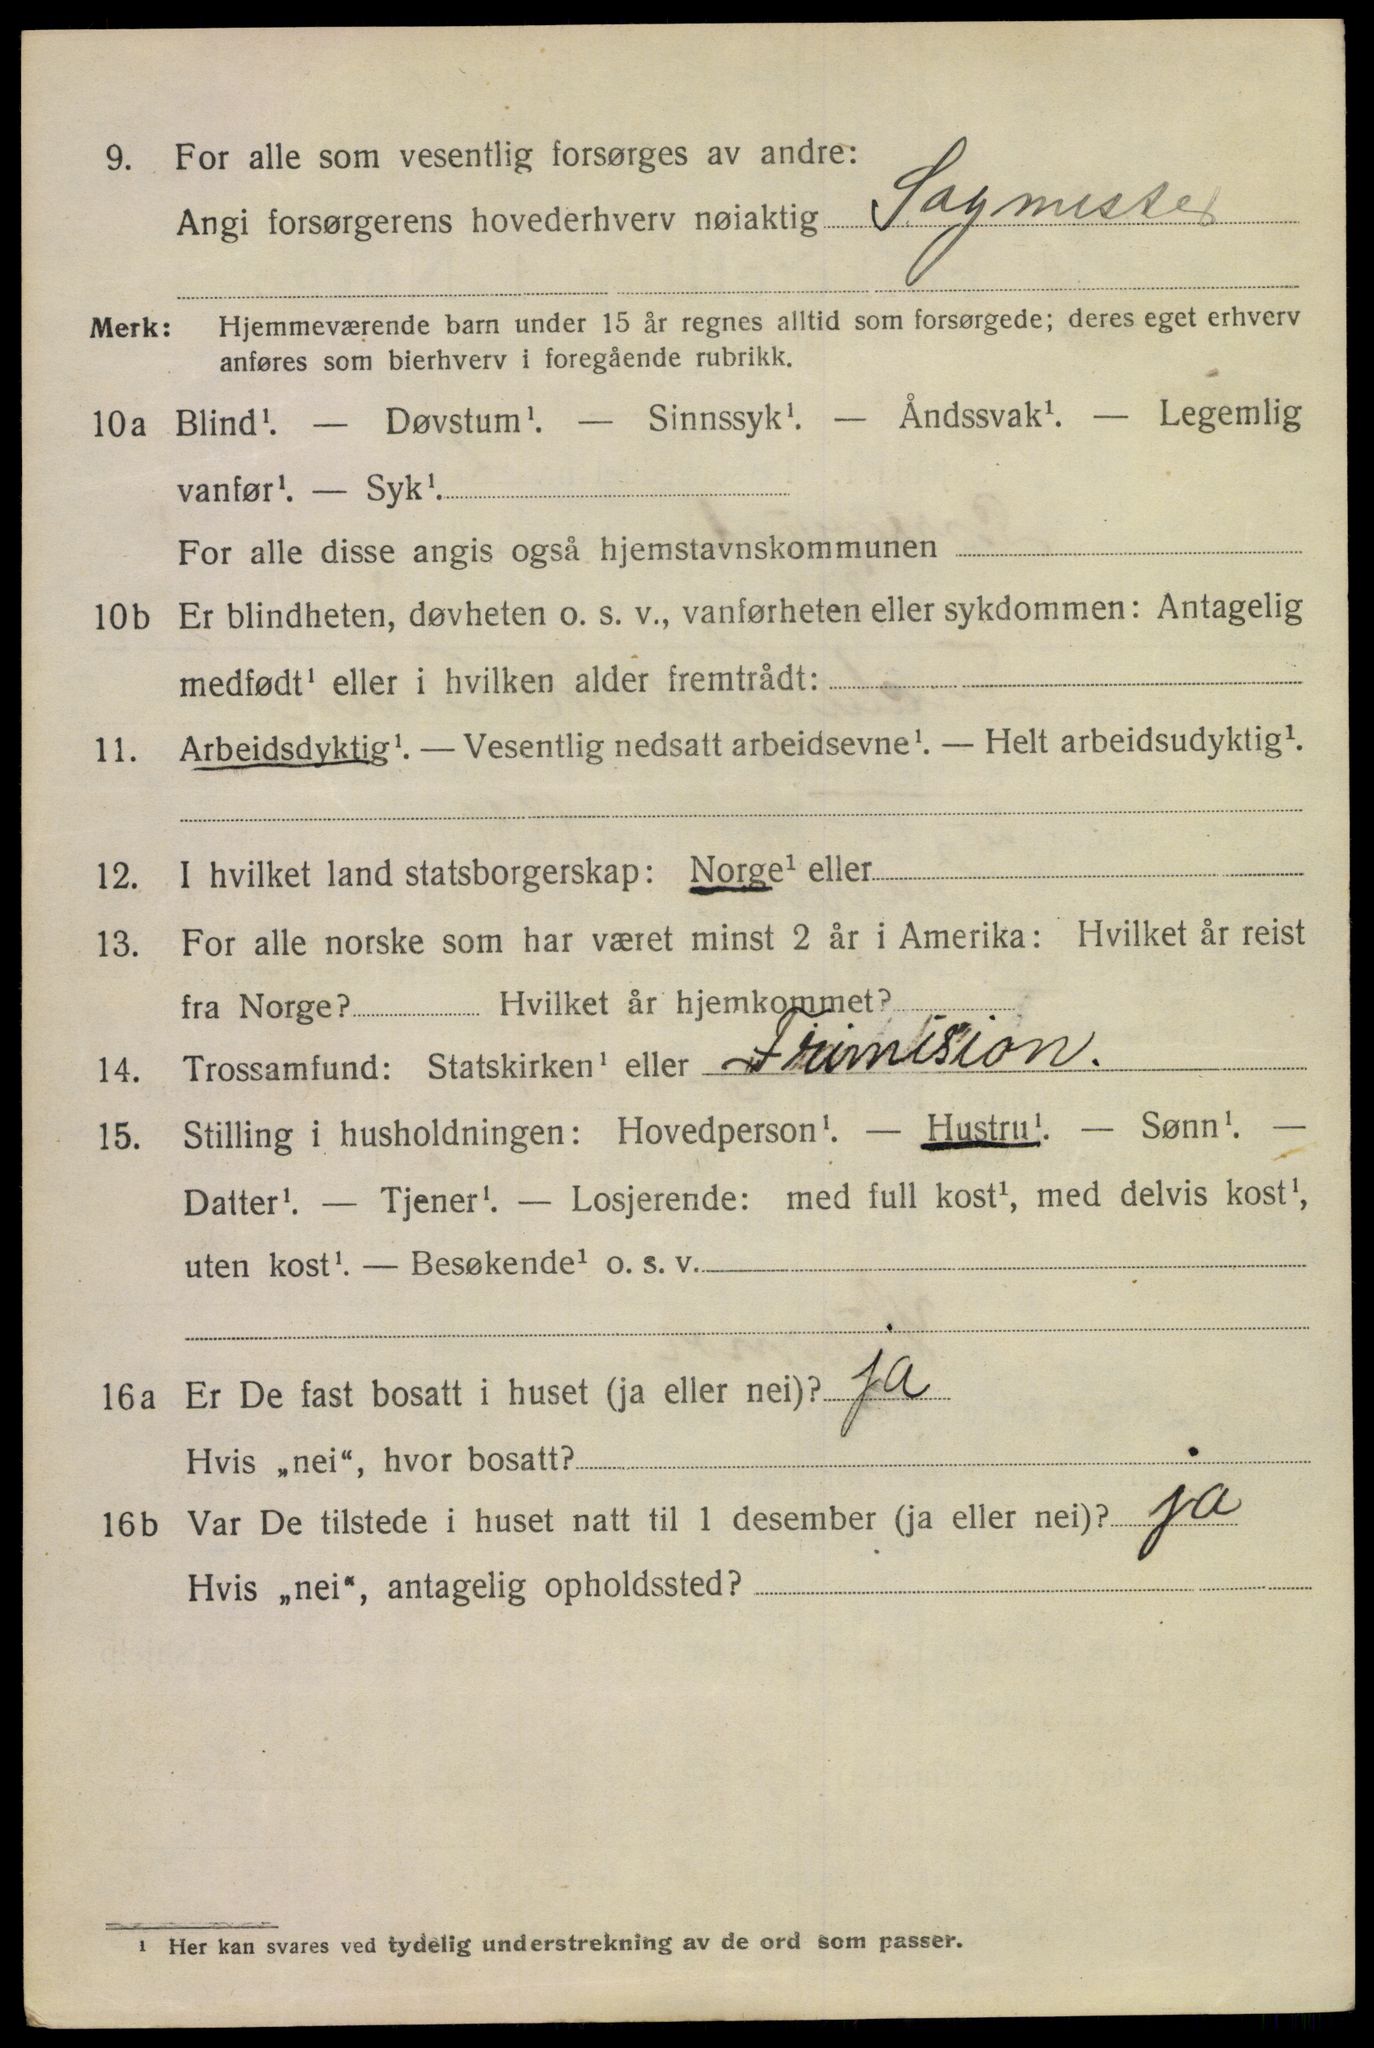 9. For alle som vesentlig forsørges av andre:
Angi forsørgerens hovederhverv nøiaktig Sagmester
Merk: Hjemmeværende barn under 15 år regnes alltid som forsørgede; deres eget erhverv
anføres som bierhverv i foregående rubrikk.
10a Blind¹. — Døvstum¹. — Sinnssyk¹. — Åndssvak¹. — Legemlig
vanfør¹. — Syk¹.
For alle disse angis også hjemstavnskommunen
10b Er blindheten, døvheten o. s. v., vanførheten eller sykdommen: Antagelig
medfødt¹ eller i hvilken alder fremtrådt:
11. Arbeidsdyktig¹. — Vesentlig nedsatt arbeidsevne¹. — Helt arbeidsudyktig¹.
12. I hvilket land statsborgerskap: Norge¹ eller
13. For alle norske som har været minst 2 år i Amerika: Hvilket år reist
fra Norge? Hvilket år hjemkommet?
14. Trossamfund: Statskirken¹ eller Frimision.
15. Stilling i husholdningen: Hovedperson¹. — Hustru¹. — Sønn¹. —
Datter¹. — Tjener¹. — Losjerende: med full kost¹, med delvis kost¹,
uten kost¹. — Besøkende¹ o. s. v.
16a Er De fast bosatt i huset (ja eller nei)? ja
Hvis „nei“, hvor bosatt?
16b Var De tilstede i huset natt til 1 desember (ja eller nei)? ja
Hvis „nei“, antagelig opholdssted?
¹ Her kan svares ved tydelig understrekning av de ord som passer.